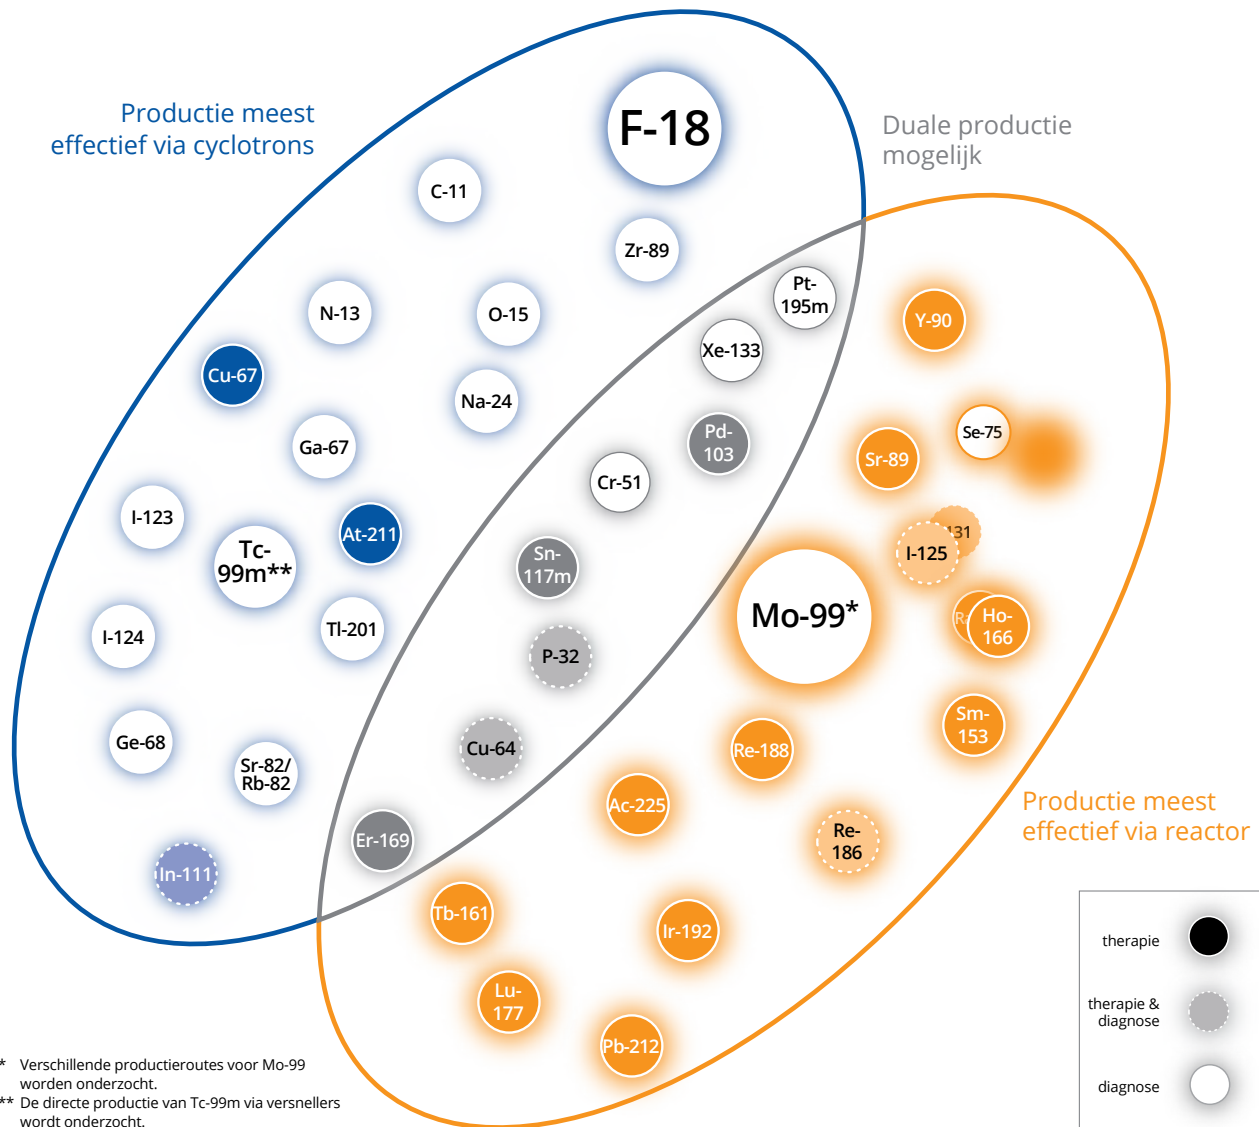 Productie meest
effectief via cyclotrons
F-18
Duale productie
mogelijk
C-11
Zr-89
Pt-
195m
N-13
O-15
Y-90
Xe-133
Cu-67
Na-24
Se-75
Ga-67
Pd-
103
Sr-89
Cr-51
I-123
At-211
131
I-125
Tc-
99m**
Sn-
117m
Mo-99*
Ho-
166
I-124
Tl-201
P-32
Sm-
153
Ge-68
Cu-64
Re-188
Sr-82/
Rb-82
Ac-225
Productie meest
effectief via reactor
Er-169
Re-
186
In-111
Tb-161
Ir-192
therapie
Lu-
177
therapie &
diagnose
Pb-212
diagnose
* Verschillende productieroutes voor Mo-99
worden onderzocht.
** De directe productie van Tc-99m via versnellers
wordt onderzocht.